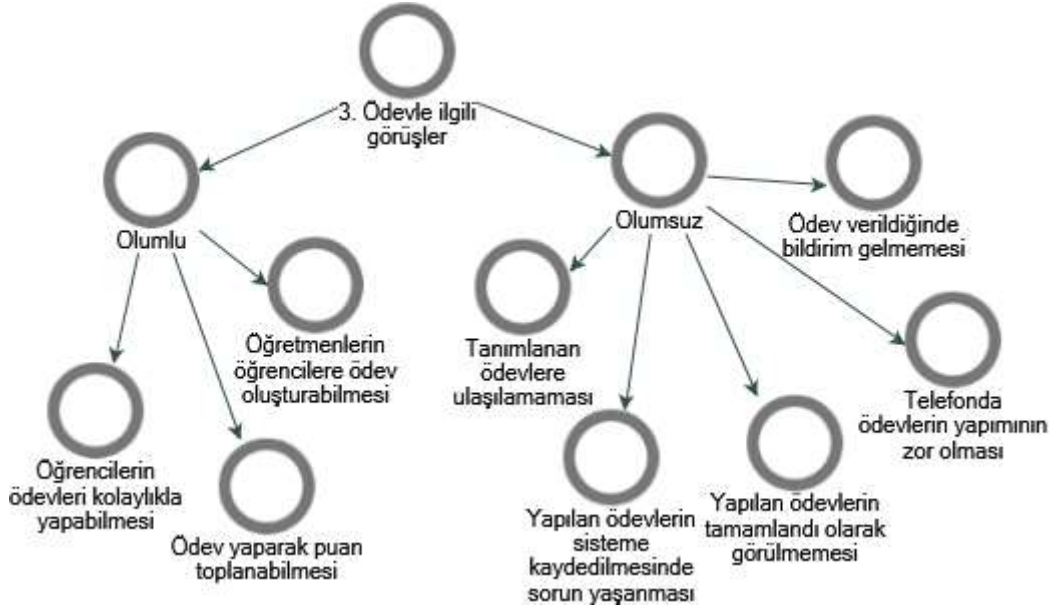 3. Ödevle ilgili
görüşler
Olumlu
Öğrencilerin
ödevleri kolaylıkla
yapabilmesi
Ödev yaparak puan
toplanabilmesi
Öğretmenlerin
öğrencilere ödev
oluşturabilmesi
Olumsuz
Tanımlanan
ödevlere
ulaşılamaması
Yapılan ödevlerin
sisteme
kaydedilmesinde
sorun yaşanması
Yapılan ödevlerin
tamamlandı olarak
görülmemesi
Telefonda
ödevlerin yapımının
zor olması
Ödev verildiğinde
bildirim gelmemesi